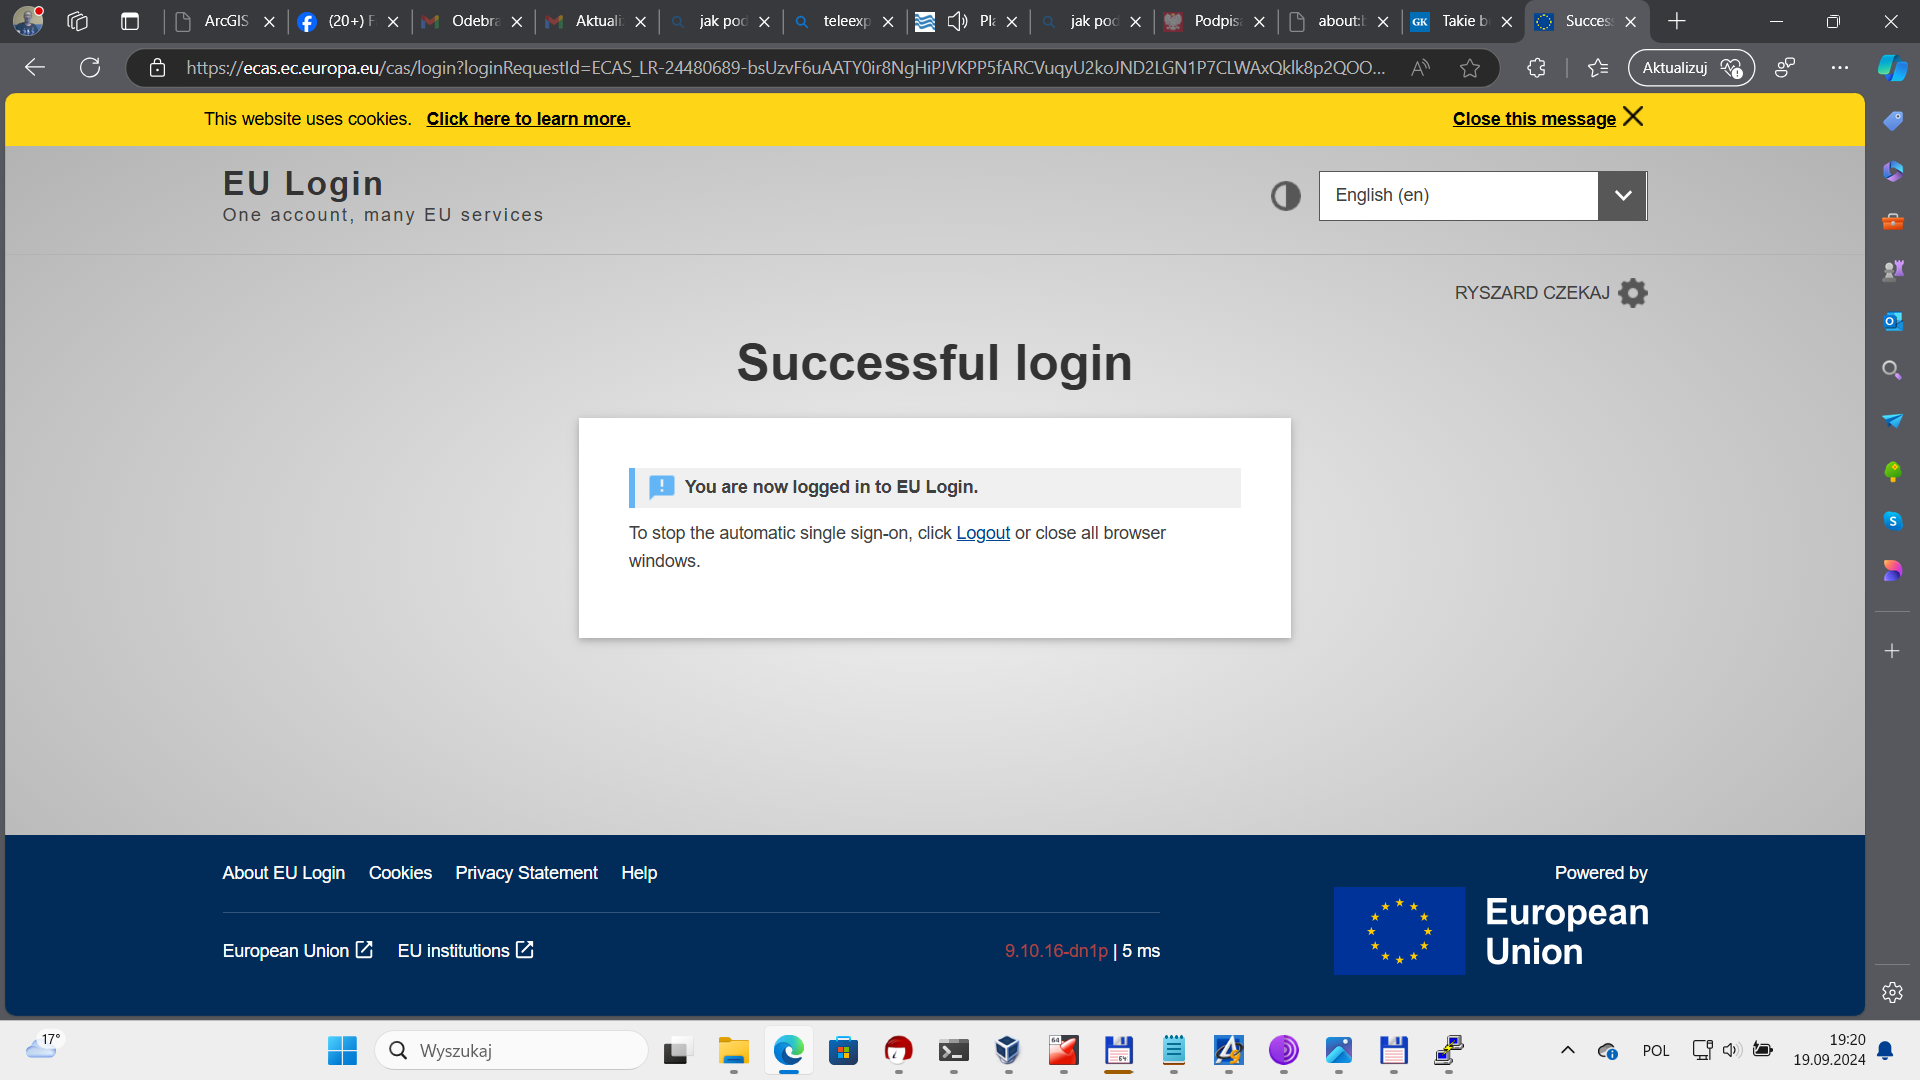 ArcGIS
(20+) F
Odebra
Aktuali
jak pod
teleexp
Pla
jak pod
Podpis
about:b
GK Takie b
Success
https://ecas.ec.europa.eu/cas/login?loginRequestId=ECAS_LR-24480689-bsUzvF6uAATY0ir8NgHiPJVKPP5fARCVuqyU2koJND2LGN1P7CLWAxQklk8p2QOO...
Aktualizuj
This website uses cookies. Click here to learn more.
Close this message
EU Login
One account, many EU services
English (en)
RYSZARD CZEKAJ
Successful login
You are now logged in to EU Login.
To stop the automatic single sign-on, click Logout or close all browser
windows.
About EU Login Cookies Privacy Statement Help
Powered by
European
Union
European Union EU institutions
9.10.16-dn1p | 5 ms
17°
Wyszukaj
POL
19:20
19.09.2024